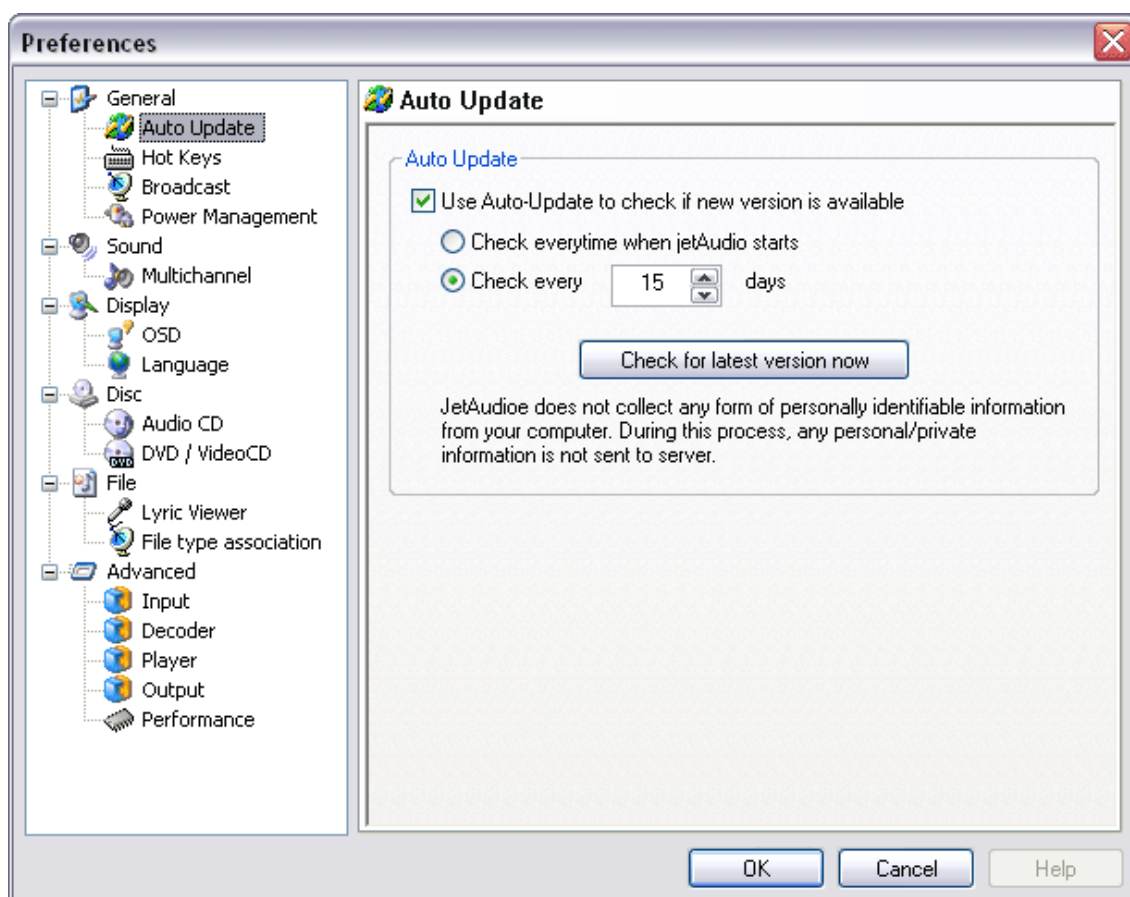 Preferences
General
Auto Update
Hot Keys
Broadcast
Power Management
Sound
Multichannel
Display
OSD
Language
Disc
Audio CD
DVD / VideoCD
File
Lyric Viewer
File type association
Advanced
Input
Decoder
Player
Output
Performance
Auto Update
Auto Update
Use Auto-Update to check if new version is available
Check everytime when jetAudio starts
Check every 15 days
Check for latest version now
JetAudioe does not collect any form of personally identifiable information
from your computer. During this process, any personal/private
information is not sent to server.
OK Cancel Help